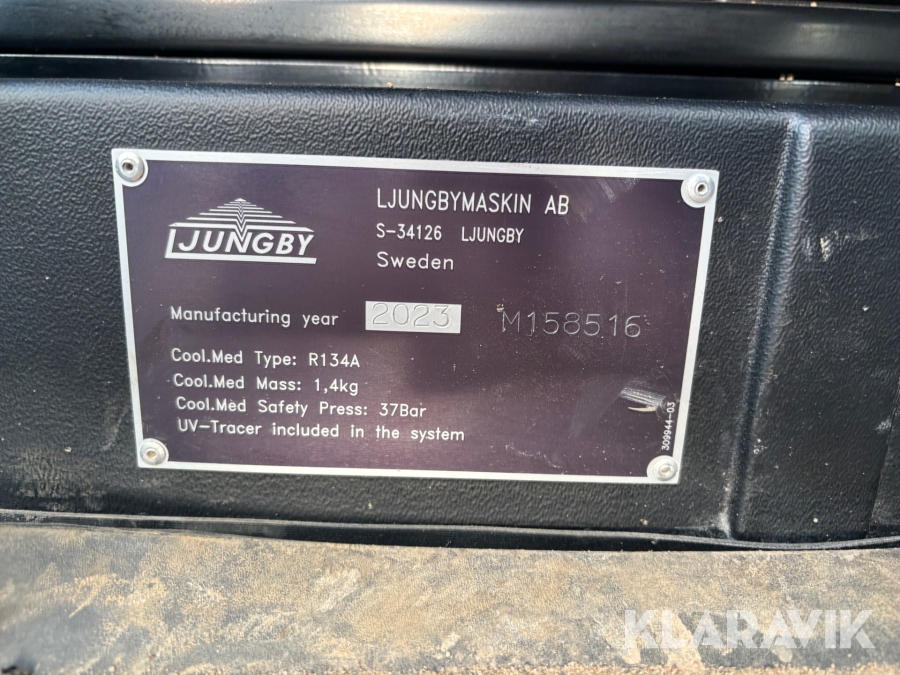 LJUNGBY
LJUNGBYMASKIN AB
S-34126 LJUNGBY
Sweden
Manufacturing year 2023 M158516
Cool.Med Type: R134A
Cool.Med Mass: 1,4kg
Cool.Med Safety Press: 37Bar
UV-Tracer included in the system
309944-03
KLARAVIK